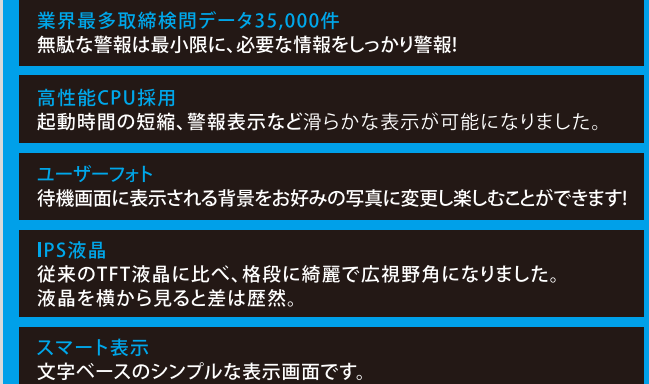 業界最多取締検問データ35,000件
無駄な警報は最小限に、必要な情報をしっかり警報!
高性能CPU採用
起動時間の短縮、警報表示など滑らかな表示が可能になりました。
ユーザーフォト
待機画面に表示される背景をお好みの写真に変更し楽しむことができます!
IPS液晶
従来のTFT液晶に比べ、格段に綺麗で広視野角になりました。
液晶を横から見ると差は歴然。
スマート表示
文字ベースのシンプルな表示画面です。